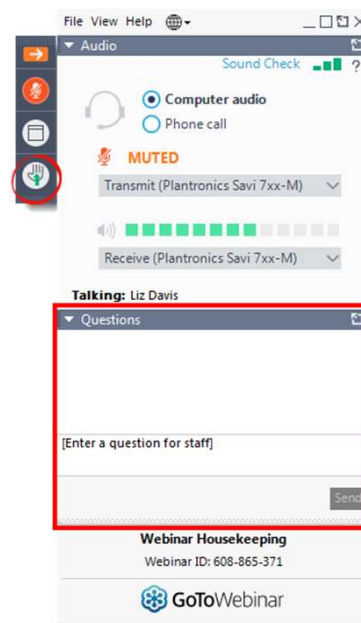 File View Help
Audio
Sound Check ?
Computer audio
Phone call
MUTED
Transmit (Plantronics Savi 7xx-M)
Receive (Plantronics Savi 7xx-M)
Talking: Liz Davis
Questions
[Enter a question for staff]
Send
Webinar Housekeeping
Webinar ID: 608-865-371
GoToWebinar